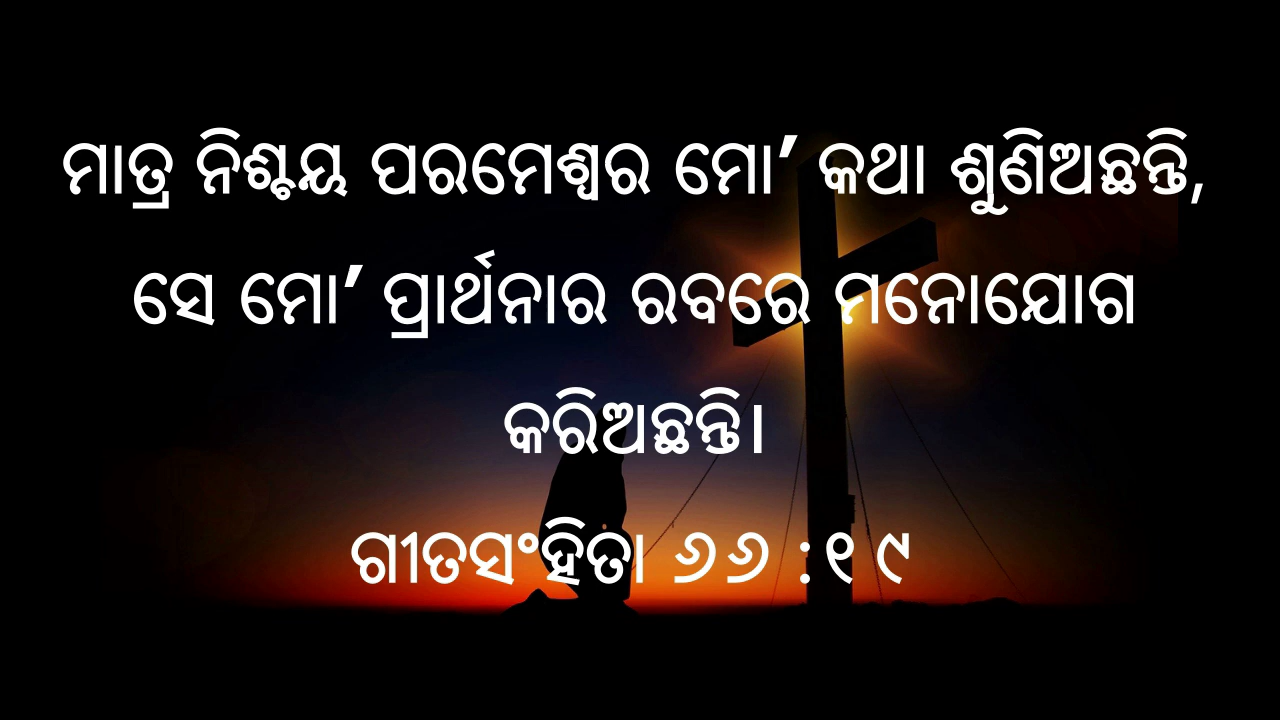 ମାତ୍ର ନିଶ୍ଚୟ ପରମେଶ୍ୱର ମୋ’ କଥା ଶୁଣିଅଛନ୍ତି,
ସେ ମୋ’ ପ୍ରାର୍ଥନାର ରବରେ ମନୋଯୋଗ
କରିଅଛନ୍ତି।
ଗୀତସଂହିତା ୬୬ :୧୯